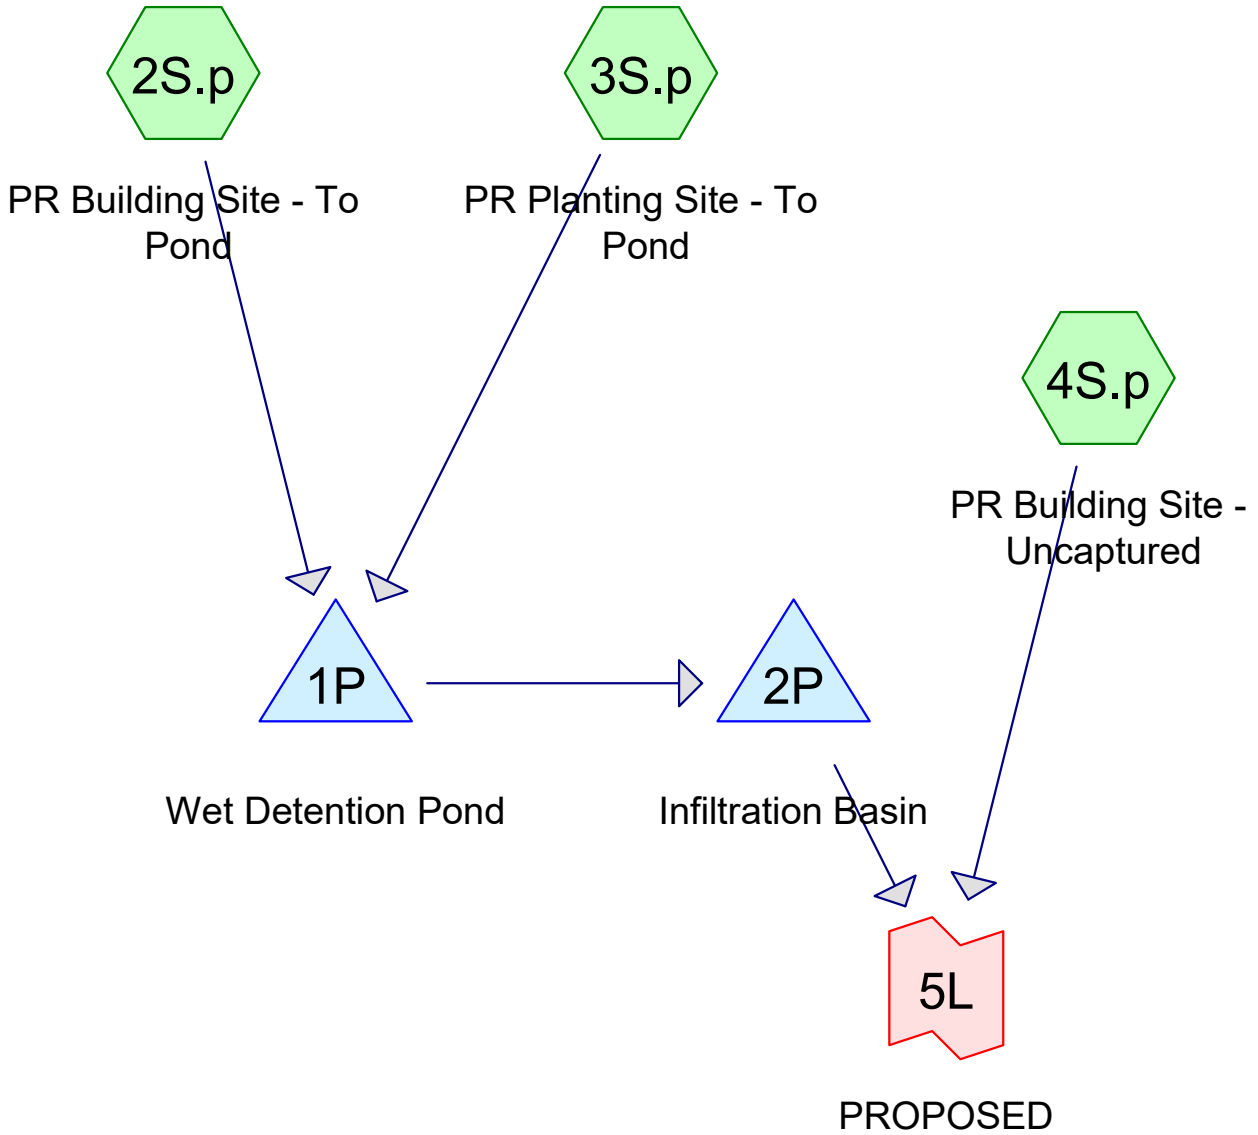 2S.p
3S.p
PR Building Site - To
Pond
PR Planting Site - To
Pond
4S.p
PR Building Site -
Uncaptured
1P
2P
Wet Detention Pond
Infiltration Basin
5L
PROPOSED